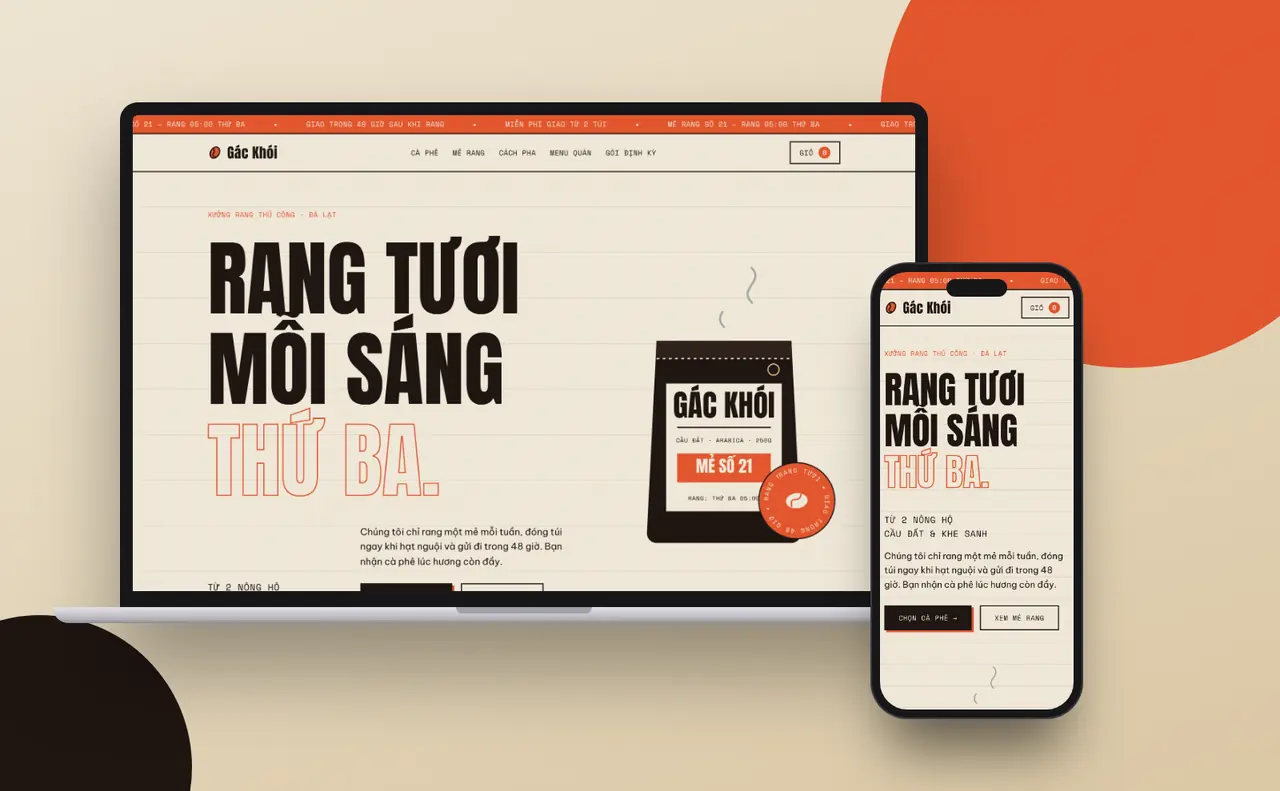 Ố 21 — RANG 05:00 THỨ BA • GIAO TRONG 48 GIỜ SAU KHI RANG • MIỄN PHÍ GIAO TỪ 2 TÚI • MẺ RANG SỐ 21 — RANG 05:00 THỨ BA • GIAO TRO
Gác Khói
CÀ PHÊ MẺ RANG CÁCH PHA MENU QUÁN GÓI ĐỊNH KỲ
GIỎ 0
XƯỞNG RANG THỦ CÔNG · ĐÀ LẠT
RANG TƯƠI
MỖI SÁNG
THỨ BA.
Chúng tôi chỉ rang một mẻ mỗi tuần, đóng túi
ngay khi hạt nguội và gửi đi trong 48 giờ. Bạn
nhận cà phê lúc hương còn đầy.
TỪ 2 NÔNG HỘ
GÁC KHÓI
CẦU ĐẤT · ARABICA · 250G
MẺ SỐ 21
RANG: THỨ BA 05:00
RANG TƯƠI • GIAO TRONG 48 GIỜ •
21 — RANG 05:00 • GIAO T
Gác Khói
GIỎ 0
XƯỞNG RANG THỦ CÔNG · ĐÀ LẠT
RANG TƯƠI
MỖI SÁNG
THỨ BA.
TỪ 2 NÔNG HỘ
CẦU ĐẤT & KHE SANH
Chúng tôi chỉ rang một mẻ mỗi tuần, đóng
túi ngay khi hạt nguội và gửi đi trong 48
giờ. Bạn nhận cà phê lúc hương còn đầy.
CHỌN CÀ PHÊ →
XEM MẺ RANG